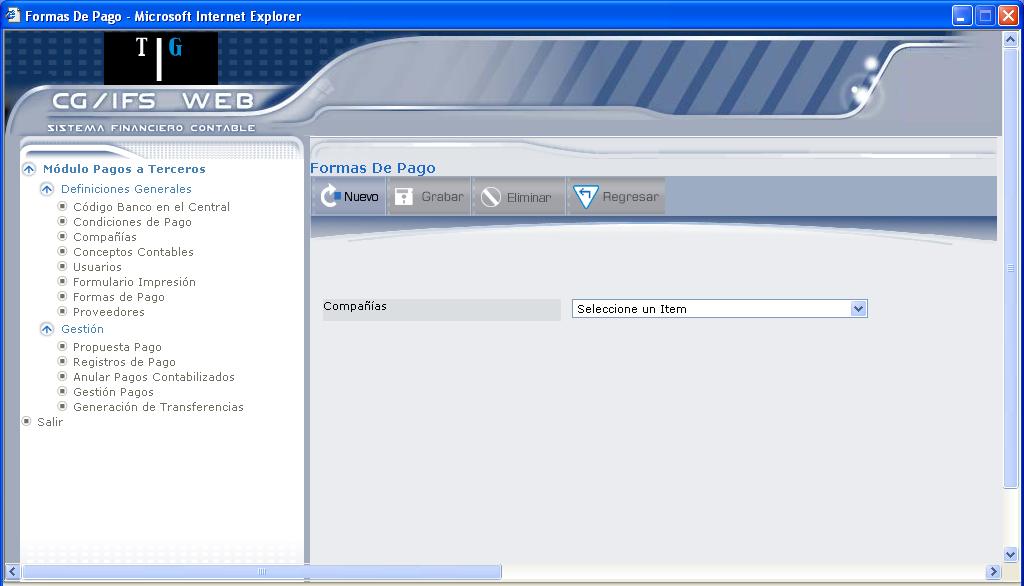 Formas De Pago - Microsoft Internet Explorer
T|G
CG/IFS WEB
SISTEMA FINANCIERO CONTABLE
Módulo Pagos a Terceros
Definiciones Generales
Código Banco en el Central
Condiciones de Pago
Compañías
Conceptos Contables
Usuarios
Formulario Impresión
Formas de Pago
Proveedores
Gestión
Propuesta Pago
Registros de Pago
Anular Pagos Contabilizados
Gestión Pagos
Generación de Transferencias
Salir
Formas De Pago
Nuevo Grabar Eliminar Regresar
Compañías Seleccione un Item